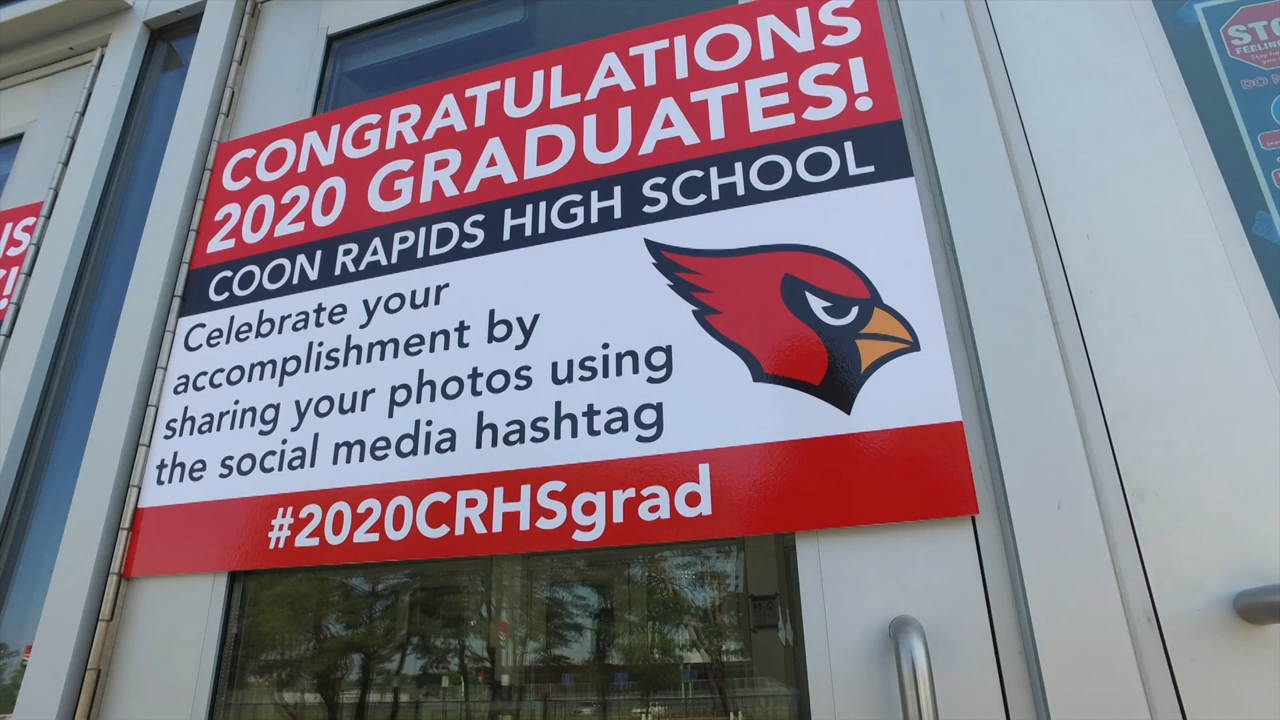 CONGRATULATIONS
2020 GRADUATES!
COON RAPIDS HIGH SCHOOL
Celebrate your
accomplishment by
sharing your photos using
the social media hashtag
#2020CRHSgrad